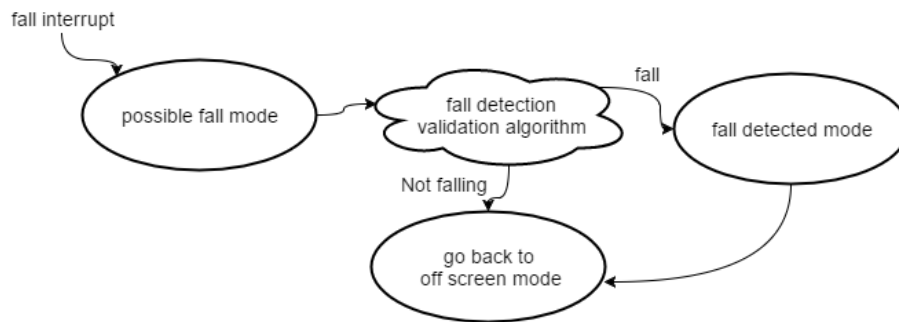 fall interrupt
possible fall mode
fall detection
validation algorithm
fall
fall detected mode
Not falling
go back to
off screen mode